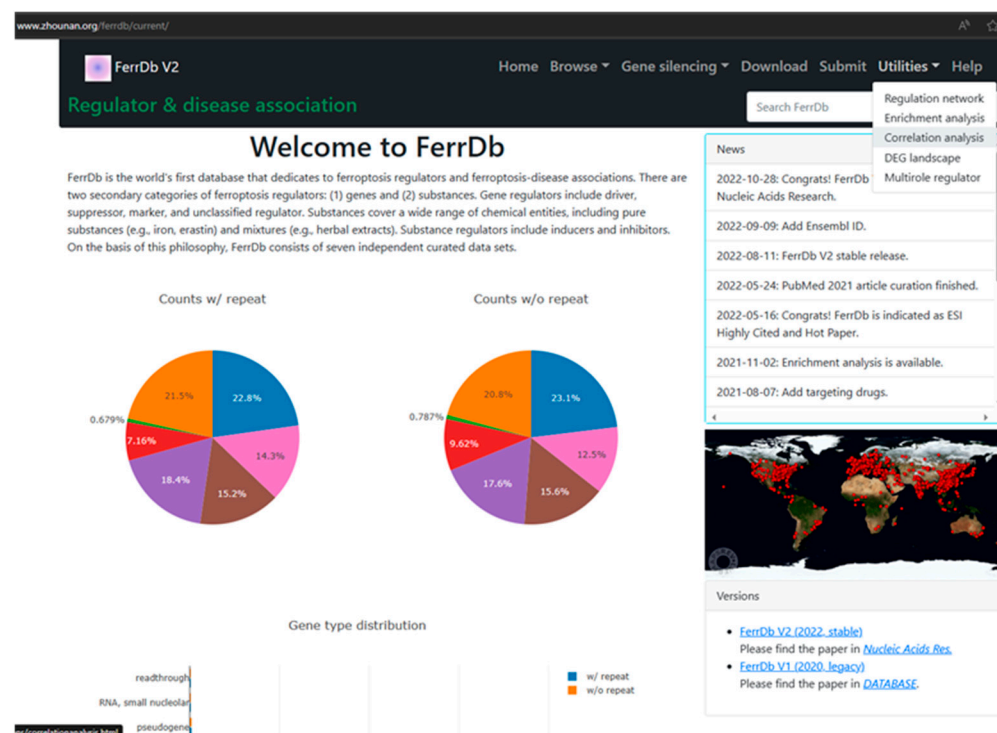 www.zhounan.org/ferrdb/current/
FerrDb V2
Home Browse Gene silencing Download Submit Utilities Help
Regulator & disease association
Search FerrDb
Regulation network
Enrichment analysis
Correlation analysis
DEG landscape
Multirole regulator
Welcome to FerrDb
FerrDb is the world's first database that dedicates to ferroptosis regulators and ferroptosis-disease associations. There are
two secondary categories of ferroptosis regulators: (1) genes and (2) substances. Gene regulators include driver,
suppressor, marker, and unclassified regulator. Substances cover a wide range of chemical entities, including pure
substances (e.g., iron, erastin) and mixtures (e.g., herbal extracts). Substance regulators include inducers and inhibitors.
On the basis of this philosophy, FerrDb consists of seven independent curated data sets.
News
2022-10-28: Congrats! FerrDb
Nucleic Acids Research.
2022-09-09: Add Ensembl ID.
2022-08-11: FerrDb V2 stable release.
2022-05-24: PubMed 2021 article curation finished.
2022-05-16: Congrats! FerrDb is indicated as ESI
Highly Cited and Hot Paper.
2021-11-02: Enrichment analysis is available.
2021-08-07: Add targeting drugs.
Counts w/ repeat
21.5%
22.8%
0.679%
7.16%
14.3%
18.4%
15.2%
Counts w/o repeat
20.8%
23.1%
0.787%
9.62%
12.5%
17.6%
15.6%
Versions
FerrDb V2 (2022, stable)
Please find the paper in Nucleic Acids Res.
FerrDb V1 (2020, legacy)
Please find the paper in DATABASE.
Gene type distribution
w/ repeat
w/o repeat
readthrough
RNA, small nucleolar
pseudogene